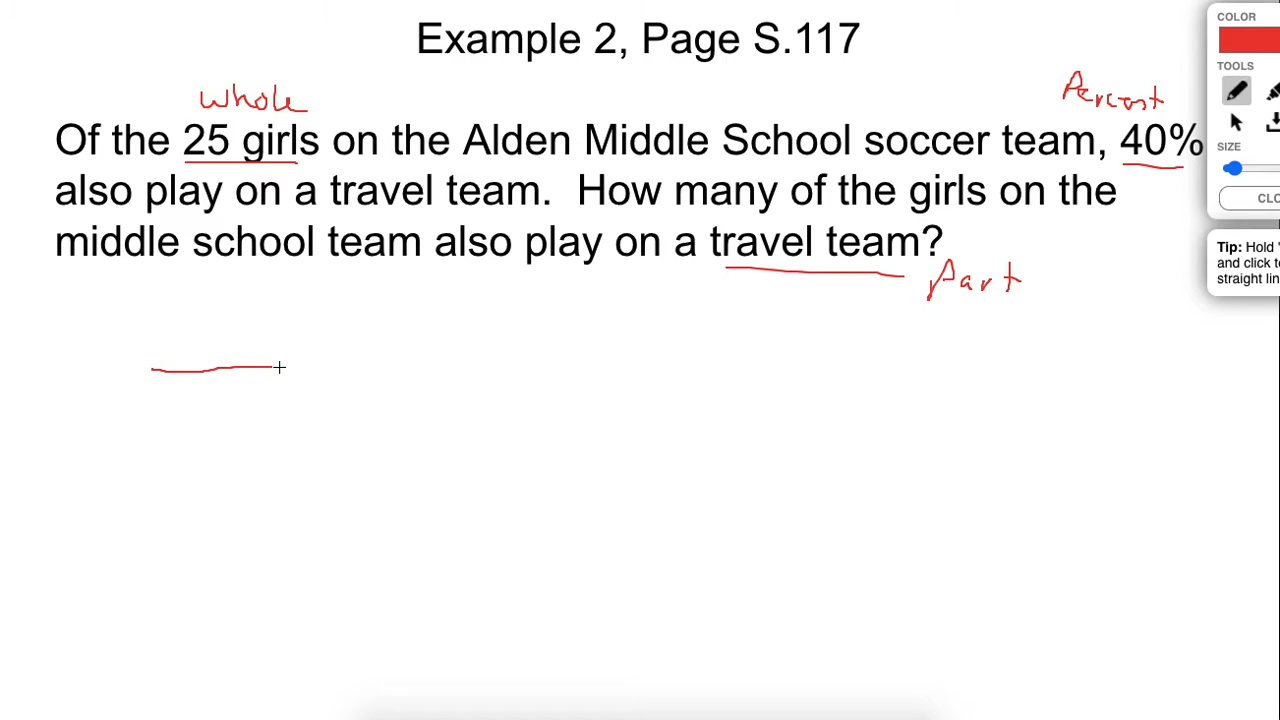 Example 2, Page S.117
COLOR
TOOLS
whole
Percent
Of the 25 girls on the Alden Middle School soccer team, 40%
SIZE
also play on a travel team. How many of the girls on the
CLO
middle school team also play on a travel team?
Part
Tip: Hold '
and click to
straight lin